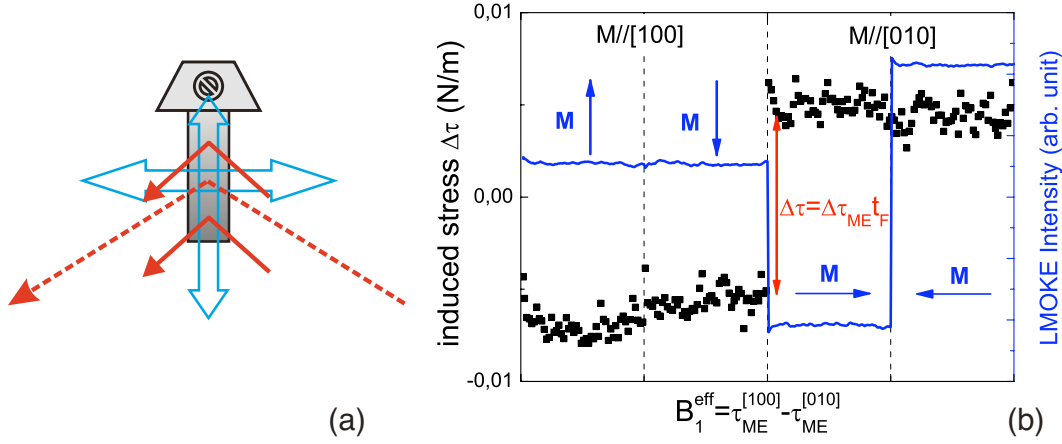 (a)
0,01
0,00
-0,01
induced stress Δτ (N/m)
M//[100]
M//[010]
M
M
Δτ=Δτ_ME t_F
M
M
LMOKE Intensity (arb. unit)
B₁^eff=τ_ME^[100]-τ_ME^[010]
(b)